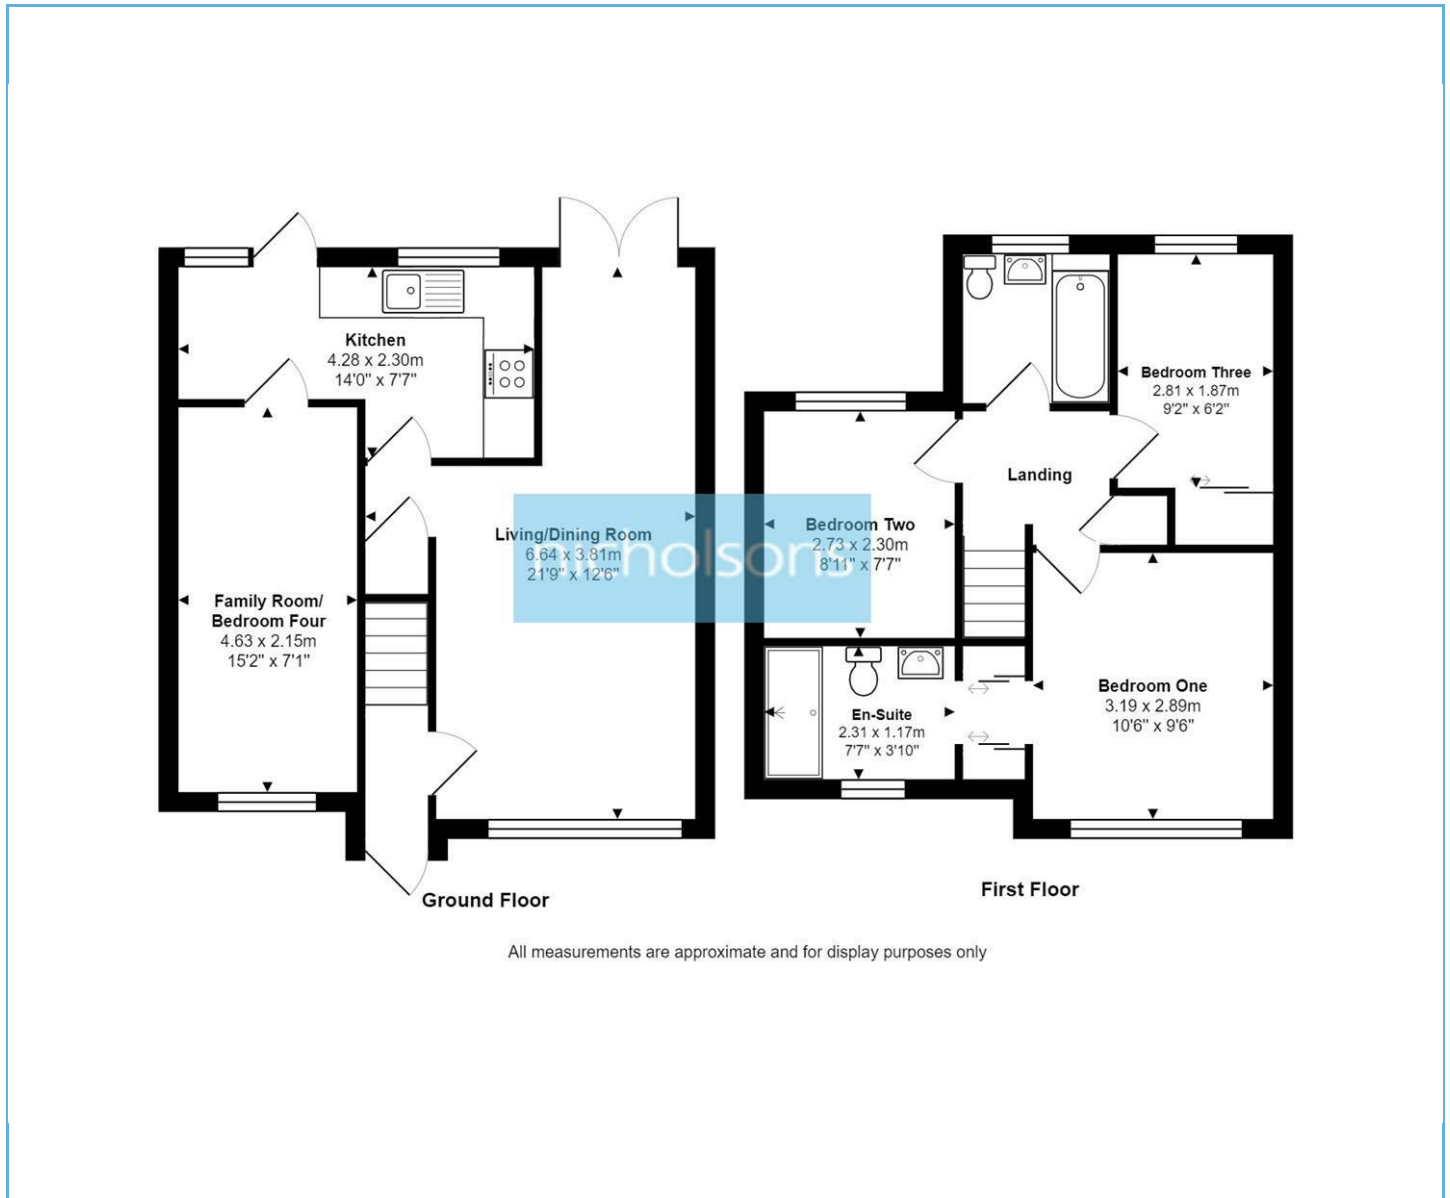 Kitchen
4.28 x 2.30m
14'0" x 7'7"
Living/Dining Room
6.64 x 3.81m
21'9" x 12'6"
Family Room/
Bedroom Four
4.63 x 2.15m
15'2" x 7'1"
Ground Floor
Bedroom Three
2.81 x 1.87m
9'2" x 6'2"
Landing
Bedroom Two
2.73 x 2.30m
8'11" x 7'7"
nicholsons
En-Suite
2.31 x 1.17m
7'7" x 3'10"
Bedroom One
3.19 x 2.89m
10'6" x 9'6"
First Floor
All measurements are approximate and for display purposes only